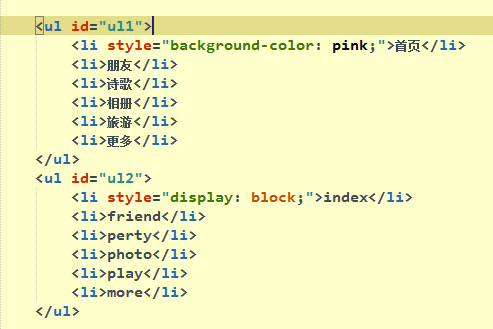 <ul id="ul1">
<li style="background-color: pink;">首页</li>
<li>朋友</li>
<li>诗歌</li>
<li>相册</li>
<li>旅游</li>
<li>更多</li>
</ul>
<ul id="ul2">
<li style="display: block;">index</li>
<li>friend</li>
<li>perty</li>
<li>photo</li>
<li>play</li>
<li>more</li>
</ul>